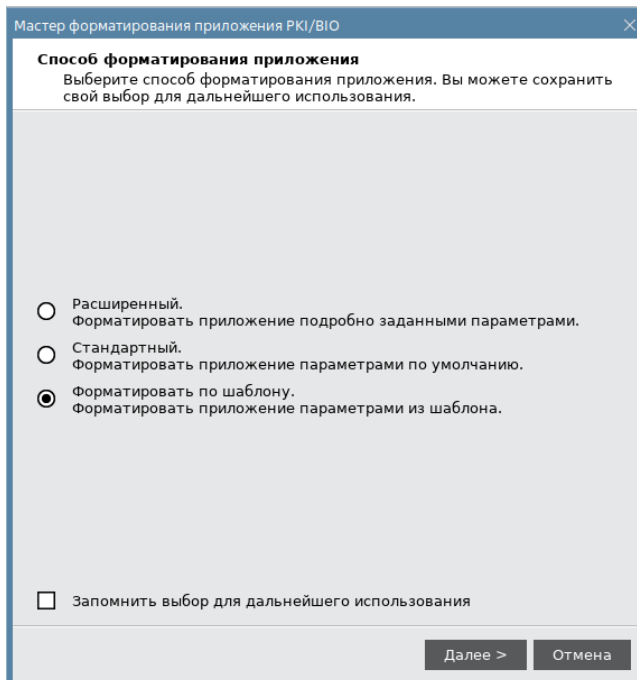 Мастер форматирования приложения PKI/BIO
Способ форматирования приложения
Выберите способ форматирования приложения. Вы можете сохранить
свой выбор для дальнейшего использования.
Расширенный.
Форматировать приложение подробно заданными параметрами.
Стандартный.
Форматировать приложение параметрами по умолчанию.
Форматировать по шаблону.
Форматировать приложение параметрами из шаблона.
Запомнить выбор для дальнейшего использования
Далее >
Отмена